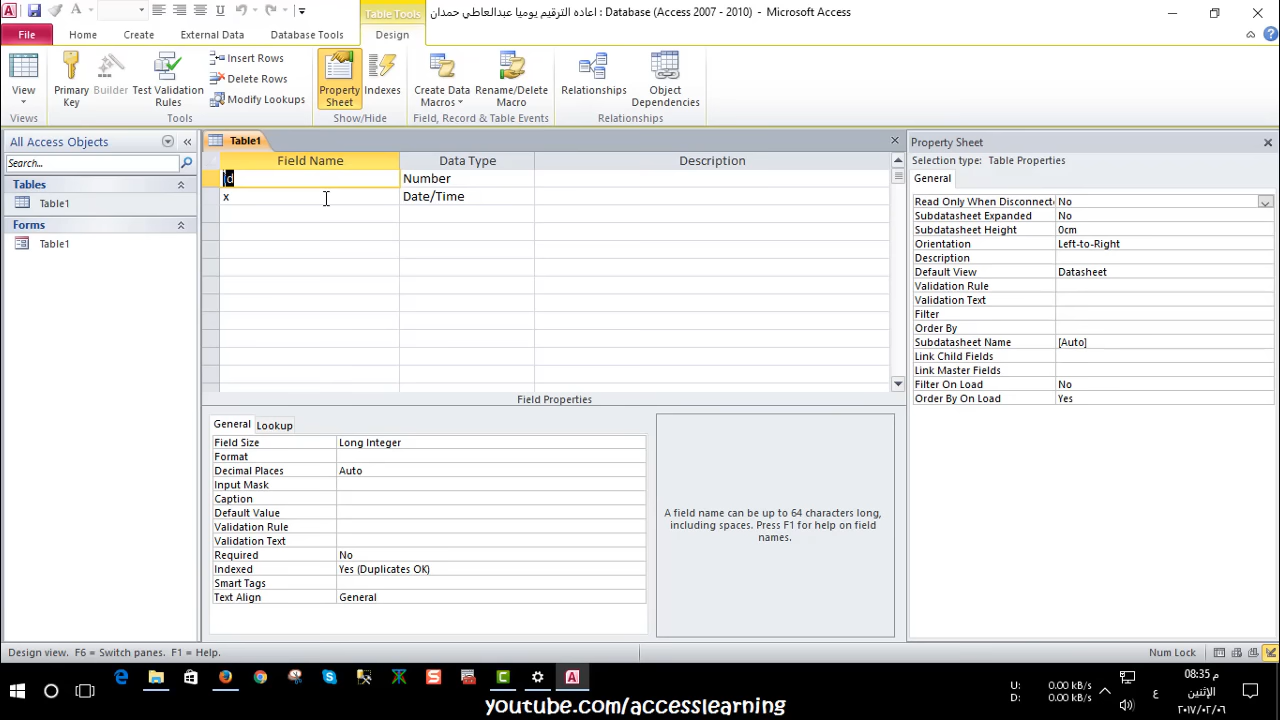 Table Tools
اعاده الترقيم يوميا عبدالعاطي حمدان : Database (Access 2007 - 2010) - Microsoft Access
File Home Create External Data Database Tools Design
View
Views
Primary Key
Builder
Test Validation Rules
Insert Rows
Delete Rows
Modify Lookups
Tools
Property Sheet
Indexes
Show/Hide
Create Data Macros
Rename/Delete Macro
Field, Record & Table Events
Relationships
Object Dependencies
Relationships
All Access Objects
Search...
Tables
Table1
Forms
Table1
Table1
Field Name Data Type Description
id Number
x Date/Time
Field Properties
General Lookup
Field Size Long Integer
Format
Decimal Places Auto
Input Mask
Caption
Default Value
Validation Rule
Validation Text
Required No
Indexed Yes (Duplicates OK)
Smart Tags
Text Align General
A field name can be up to 64 characters long,
including spaces. Press F1 for help on field
names.
Property Sheet
Selection type: Table Properties
General
Read Only When Disconnect No
Subdatasheet Expanded No
Subdatasheet Height 0cm
Orientation Left-to-Right
Description
Default View Datasheet
Validation Rule
Validation Text
Filter
Order By
Subdatasheet Name [Auto]
Link Child Fields
Link Master Fields
Filter On Load No
Order By On Load Yes
Design view. F6 = Switch panes. F1 = Help.
Num Lock
U: 0.00 kB/s
D: 0.00 kB/s
ع
08:35 م
الإثنين
٢٠١٧/٠٢/٠٦
youtube.com/accesslearning